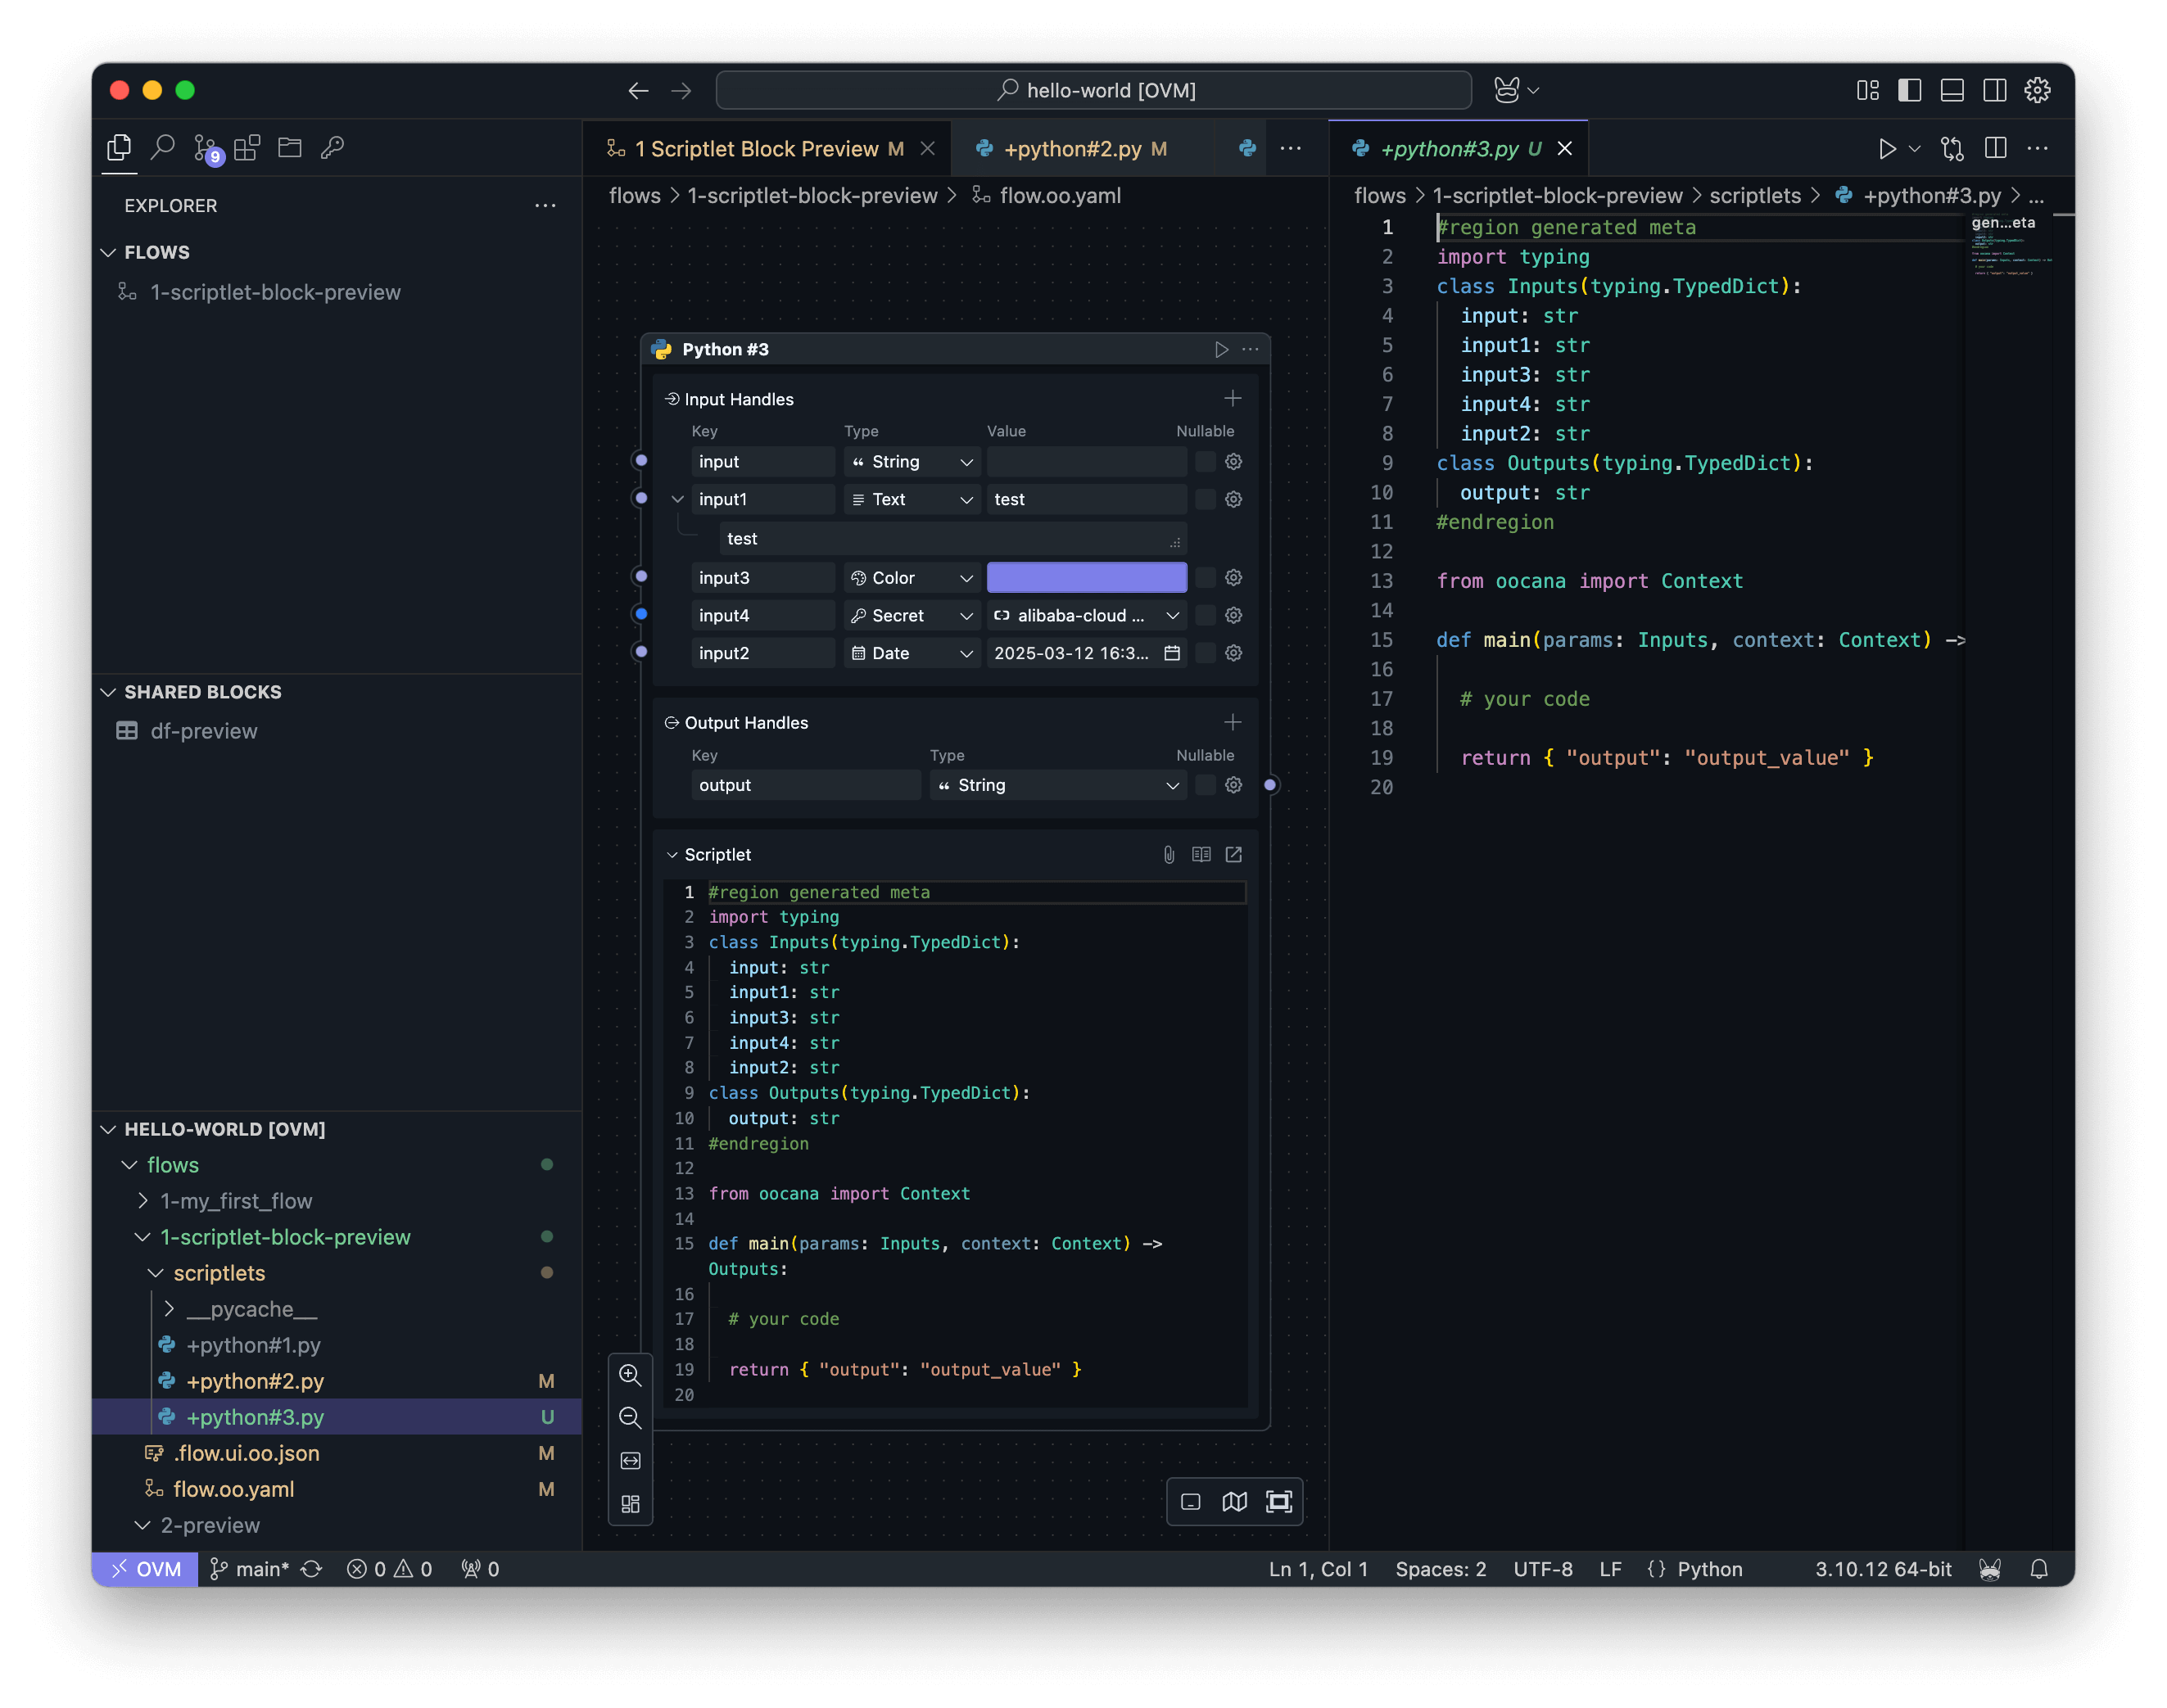 hello-world [OVM]
9
EXPLORER
FLOWS
1-scriptlet-block-preview
SHARED BLOCKS
df-preview
HELLO-WORLD [OVM]
flows
1-my_first_flow
1-scriptlet-block-preview
scriptlets
__pycache__
+python#1.py
+python#2.py M
+python#3.py U
.flow.ui.oo.json M
flow.oo.yaml M
2-preview
1 Scriptlet Block Preview M
+python#2.py M
flows > 1-scriptlet-block-preview > flow.oo.yaml
Python #3
Input Handles
Key Type Value Nullable
input String
input1 Text test
test
input3 Color
input4 Secret alibaba-cloud ...
input2 Date 2025-03-12 16:3...
Output Handles
Key Type Nullable
output String
Scriptlet
1 #region generated meta
2 import typing
3 class Inputs(typing.TypedDict):
4 input: str
5 input1: str
6 input3: str
7 input4: str
8 input2: str
9 class Outputs(typing.TypedDict):
10 output: str
11 #endregion
12
13 from oocana import Context
14
15 def main(params: Inputs, context: Context) ->
Outputs:
16
17 # your code
18
19 return { "output": "output_value" }
20
+python#3.py U
flows > 1-scriptlet-block-preview > scriptlets > +python#3.py > ...
1 #region generated meta
2 import typing
3 class Inputs(typing.TypedDict):
4 input: str
5 input1: str
6 input3: str
7 input4: str
8 input2: str
9 class Outputs(typing.TypedDict):
10 output: str
11 #endregion
12
13 from oocana import Context
14
15 def main(params: Inputs, context: Context) ->
16
17 # your code
18
19 return { "output": "output_value" }
20
gen...eta
OVM main* 0 0 0 Ln 1, Col 1 Spaces: 2 UTF-8 LF {} Python 3.10.12 64-bit